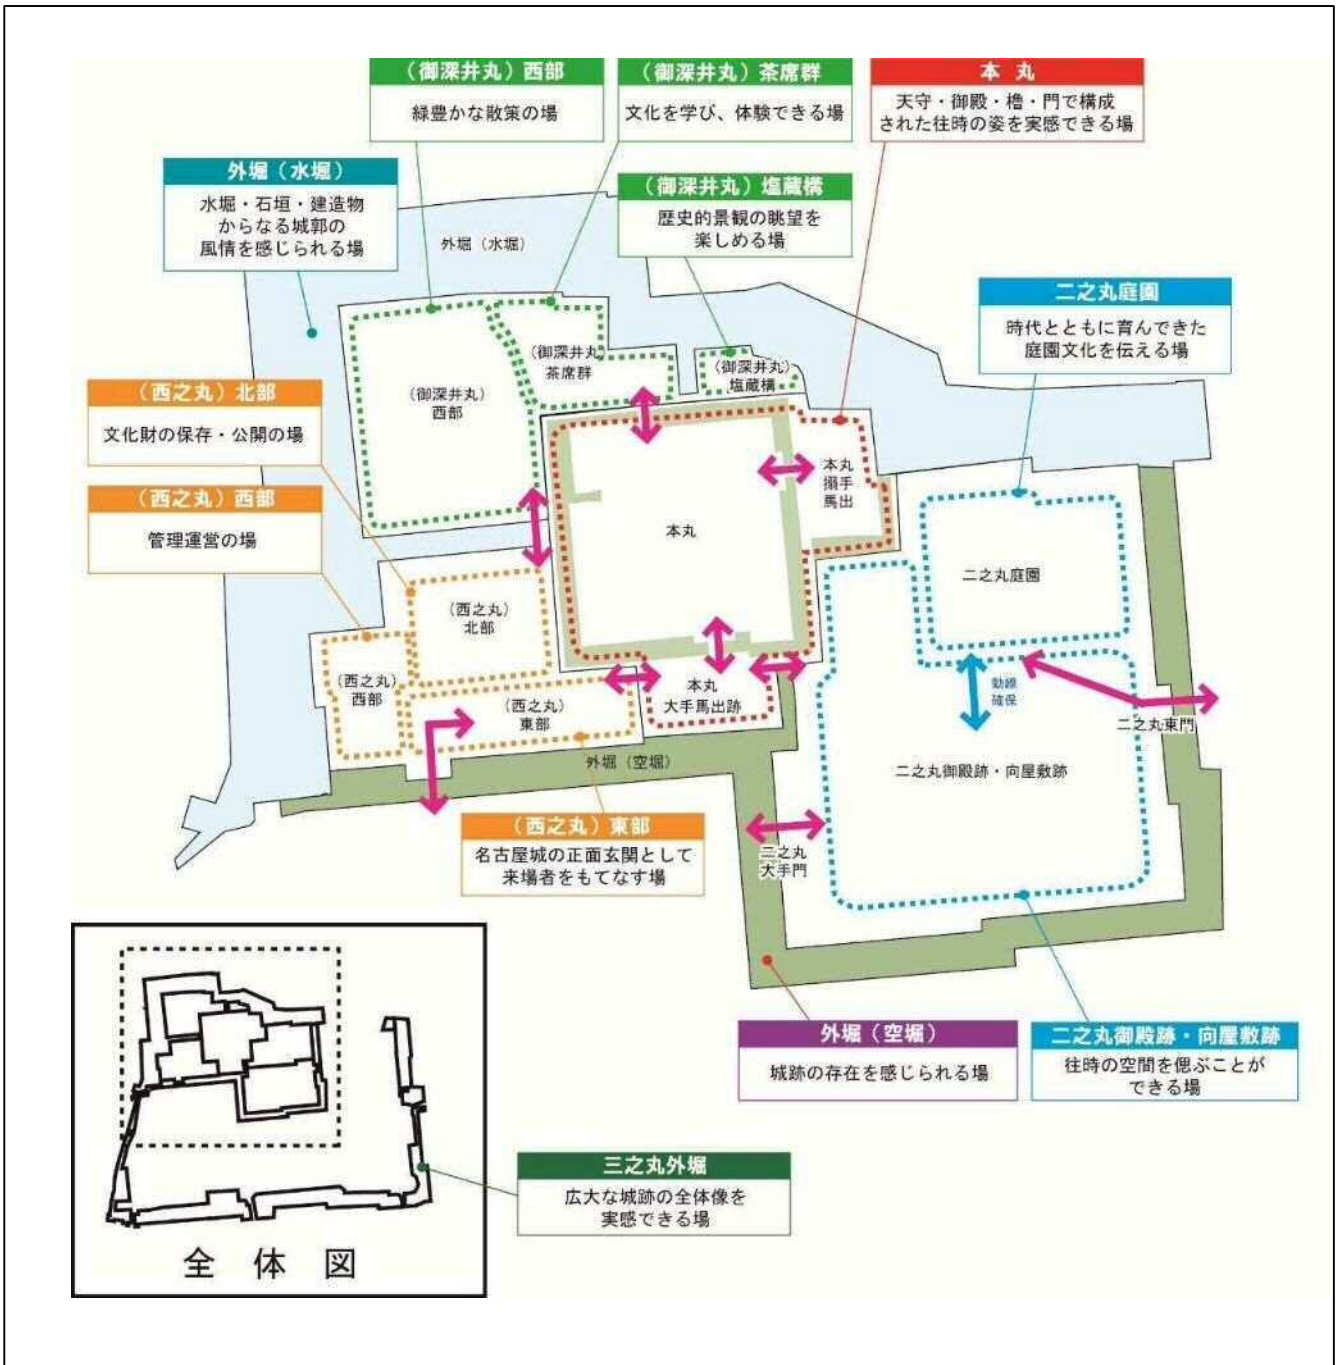 （御深井丸）西部
緑豊かな散策の場
（御深井丸）茶席群
文化を学び、体験できる場
本 丸
天守・御殿・櫓・門で構成
された往時の姿を実感できる場
外堀（水堀）
水堀・石垣・建造物
からなる城郭の
風情を感じられる場
（御深井丸）塩蔵構
歴史的景観の眺望を
楽しめる場
二之丸庭園
時代とともに育んできた
庭園文化を伝える場
（西之丸）北部
文化財の保存・公開の場
（西之丸）西部
管理運営の場
外堀（水堀）
（御深井丸）
西部
（御深井丸）
茶席群
（御深井丸）
塩蔵構
本丸
搦手
馬出
本丸
二之丸庭園
（西之丸）
北部
（西之丸）
西部
（西之丸）
東部
本丸
大手馬出跡
動線
確保
二之丸東門
外堀（空堀）
二之丸御殿跡・向屋敷跡
二之丸
大手門
（西之丸）東部
名古屋城の正面玄関として
来場者をもてなす場
外堀（空堀）
城跡の存在を感じられる場
二之丸御殿跡・向屋敷跡
往時の空間を偲ぶことが
できる場
三之丸外堀
広大な城跡の全体像を
実感できる場
全 体 図